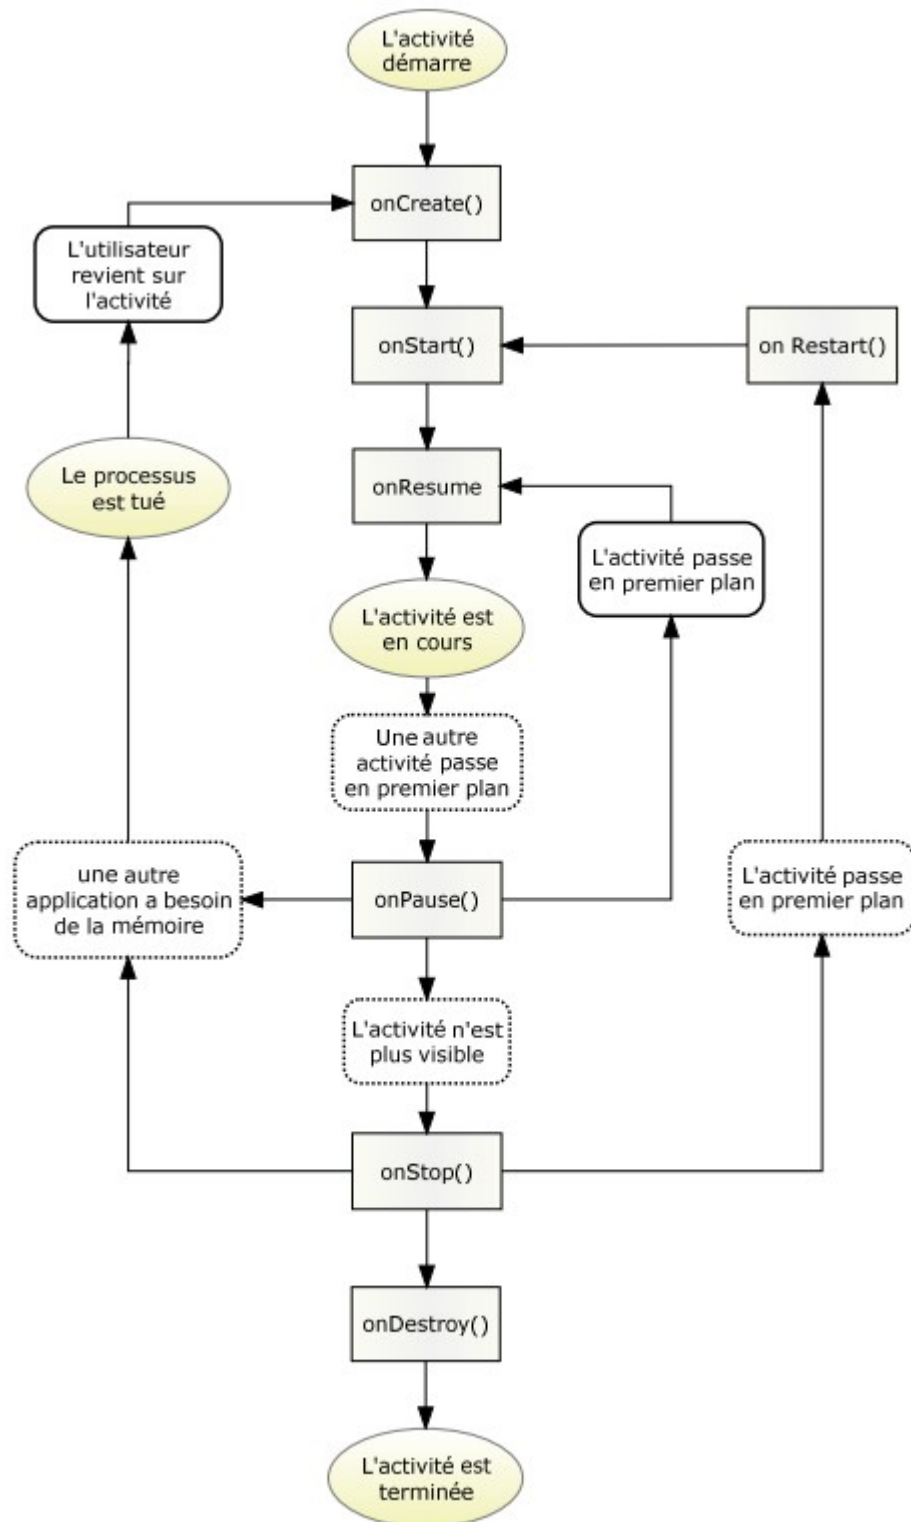 L'activité
démarre
onCreate()
L'utilisateur
revient sur
l'activité
onStart()
on Restart()
Le processus
est tué
onResume
L'activité passe
en premier plan
L'activité est
en cours
Une autre
activité passe
en premier plan
une autre
application a besoin
de la mémoire
onPause()
L'activité passe
en premier plan
L'activité n'est
plus visible
onStop()
onDestroy()
L'activité est
terminée